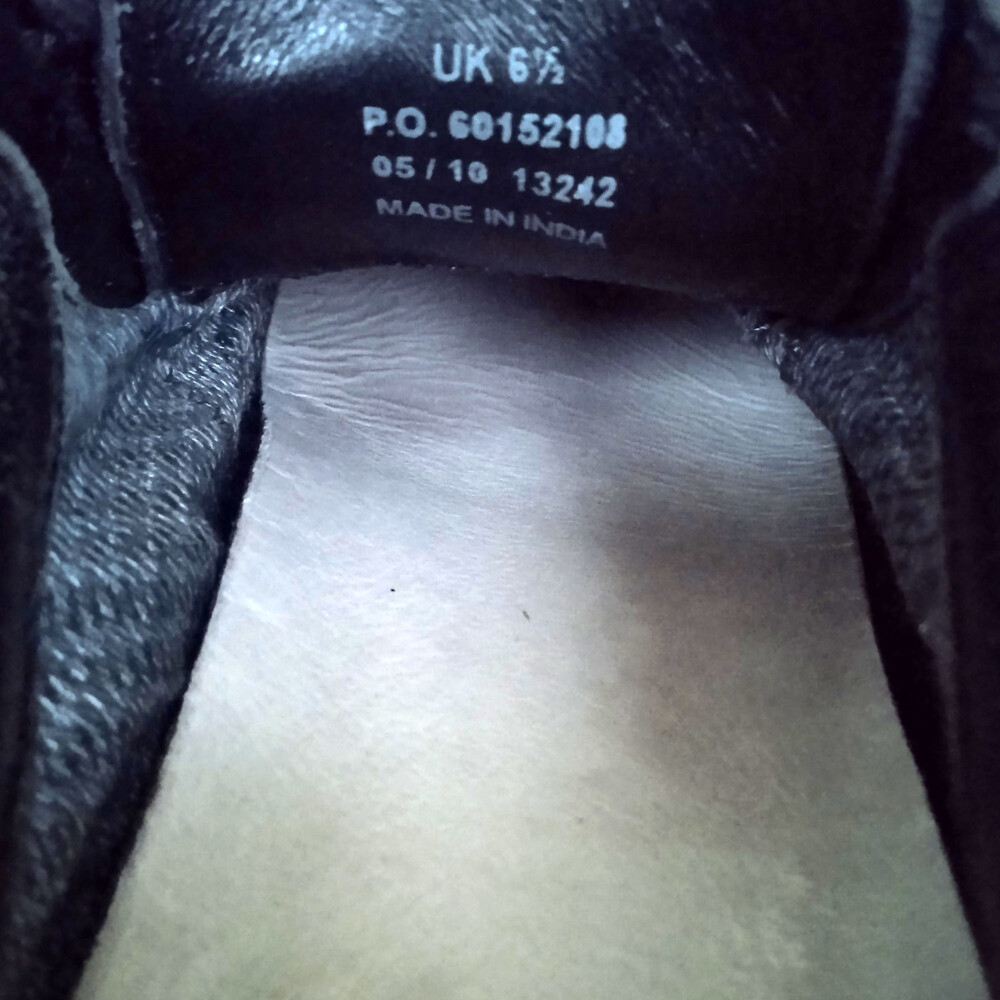 UK 6½
P.O. 60152108
05 / 10 13242
MADE IN INDIA